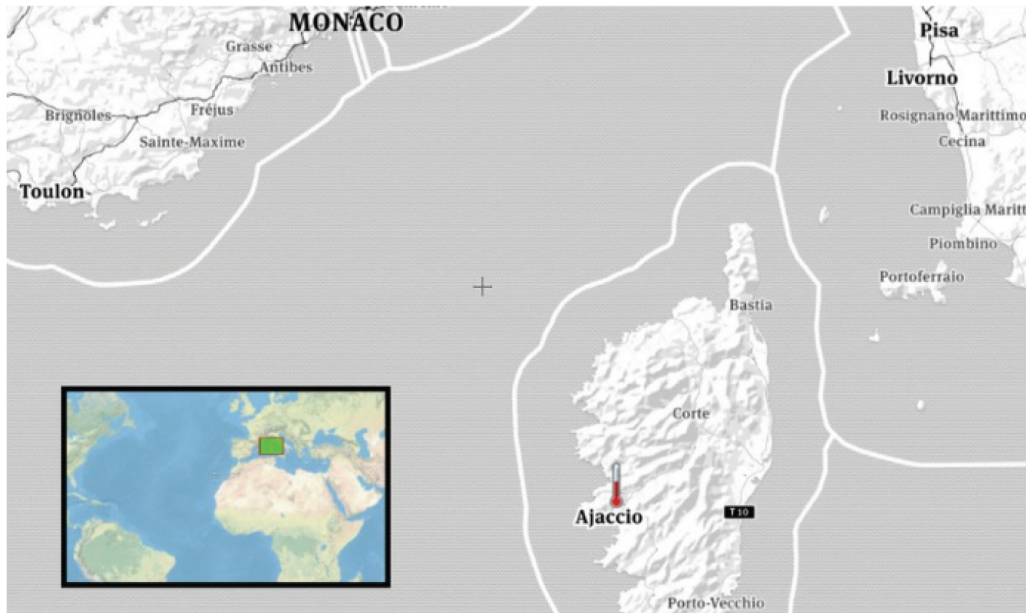 MONACO
Grasse
Antibes
Pisa
Livorno
Brignoles
Fréjus
Rosignano Marittimo
Sainte-Maxime
Cecina
Toulon
Campiglia Maritt
Piombino
Portoferraio
Bastia
Corte
Ajaccio
T 10
Porto-Vecchio